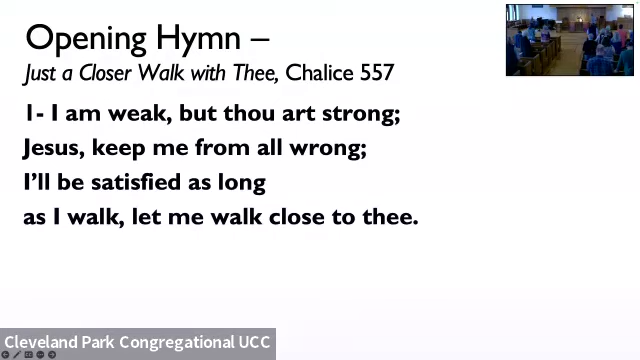 Opening Hymn –
Just a Closer Walk with Thee, Chalice 557
1- I am weak, but thou art strong;
Jesus, keep me from all wrong;
I’ll be satisfied as long
as I walk, let me walk close to thee.
Cleveland Park Congregational UCC